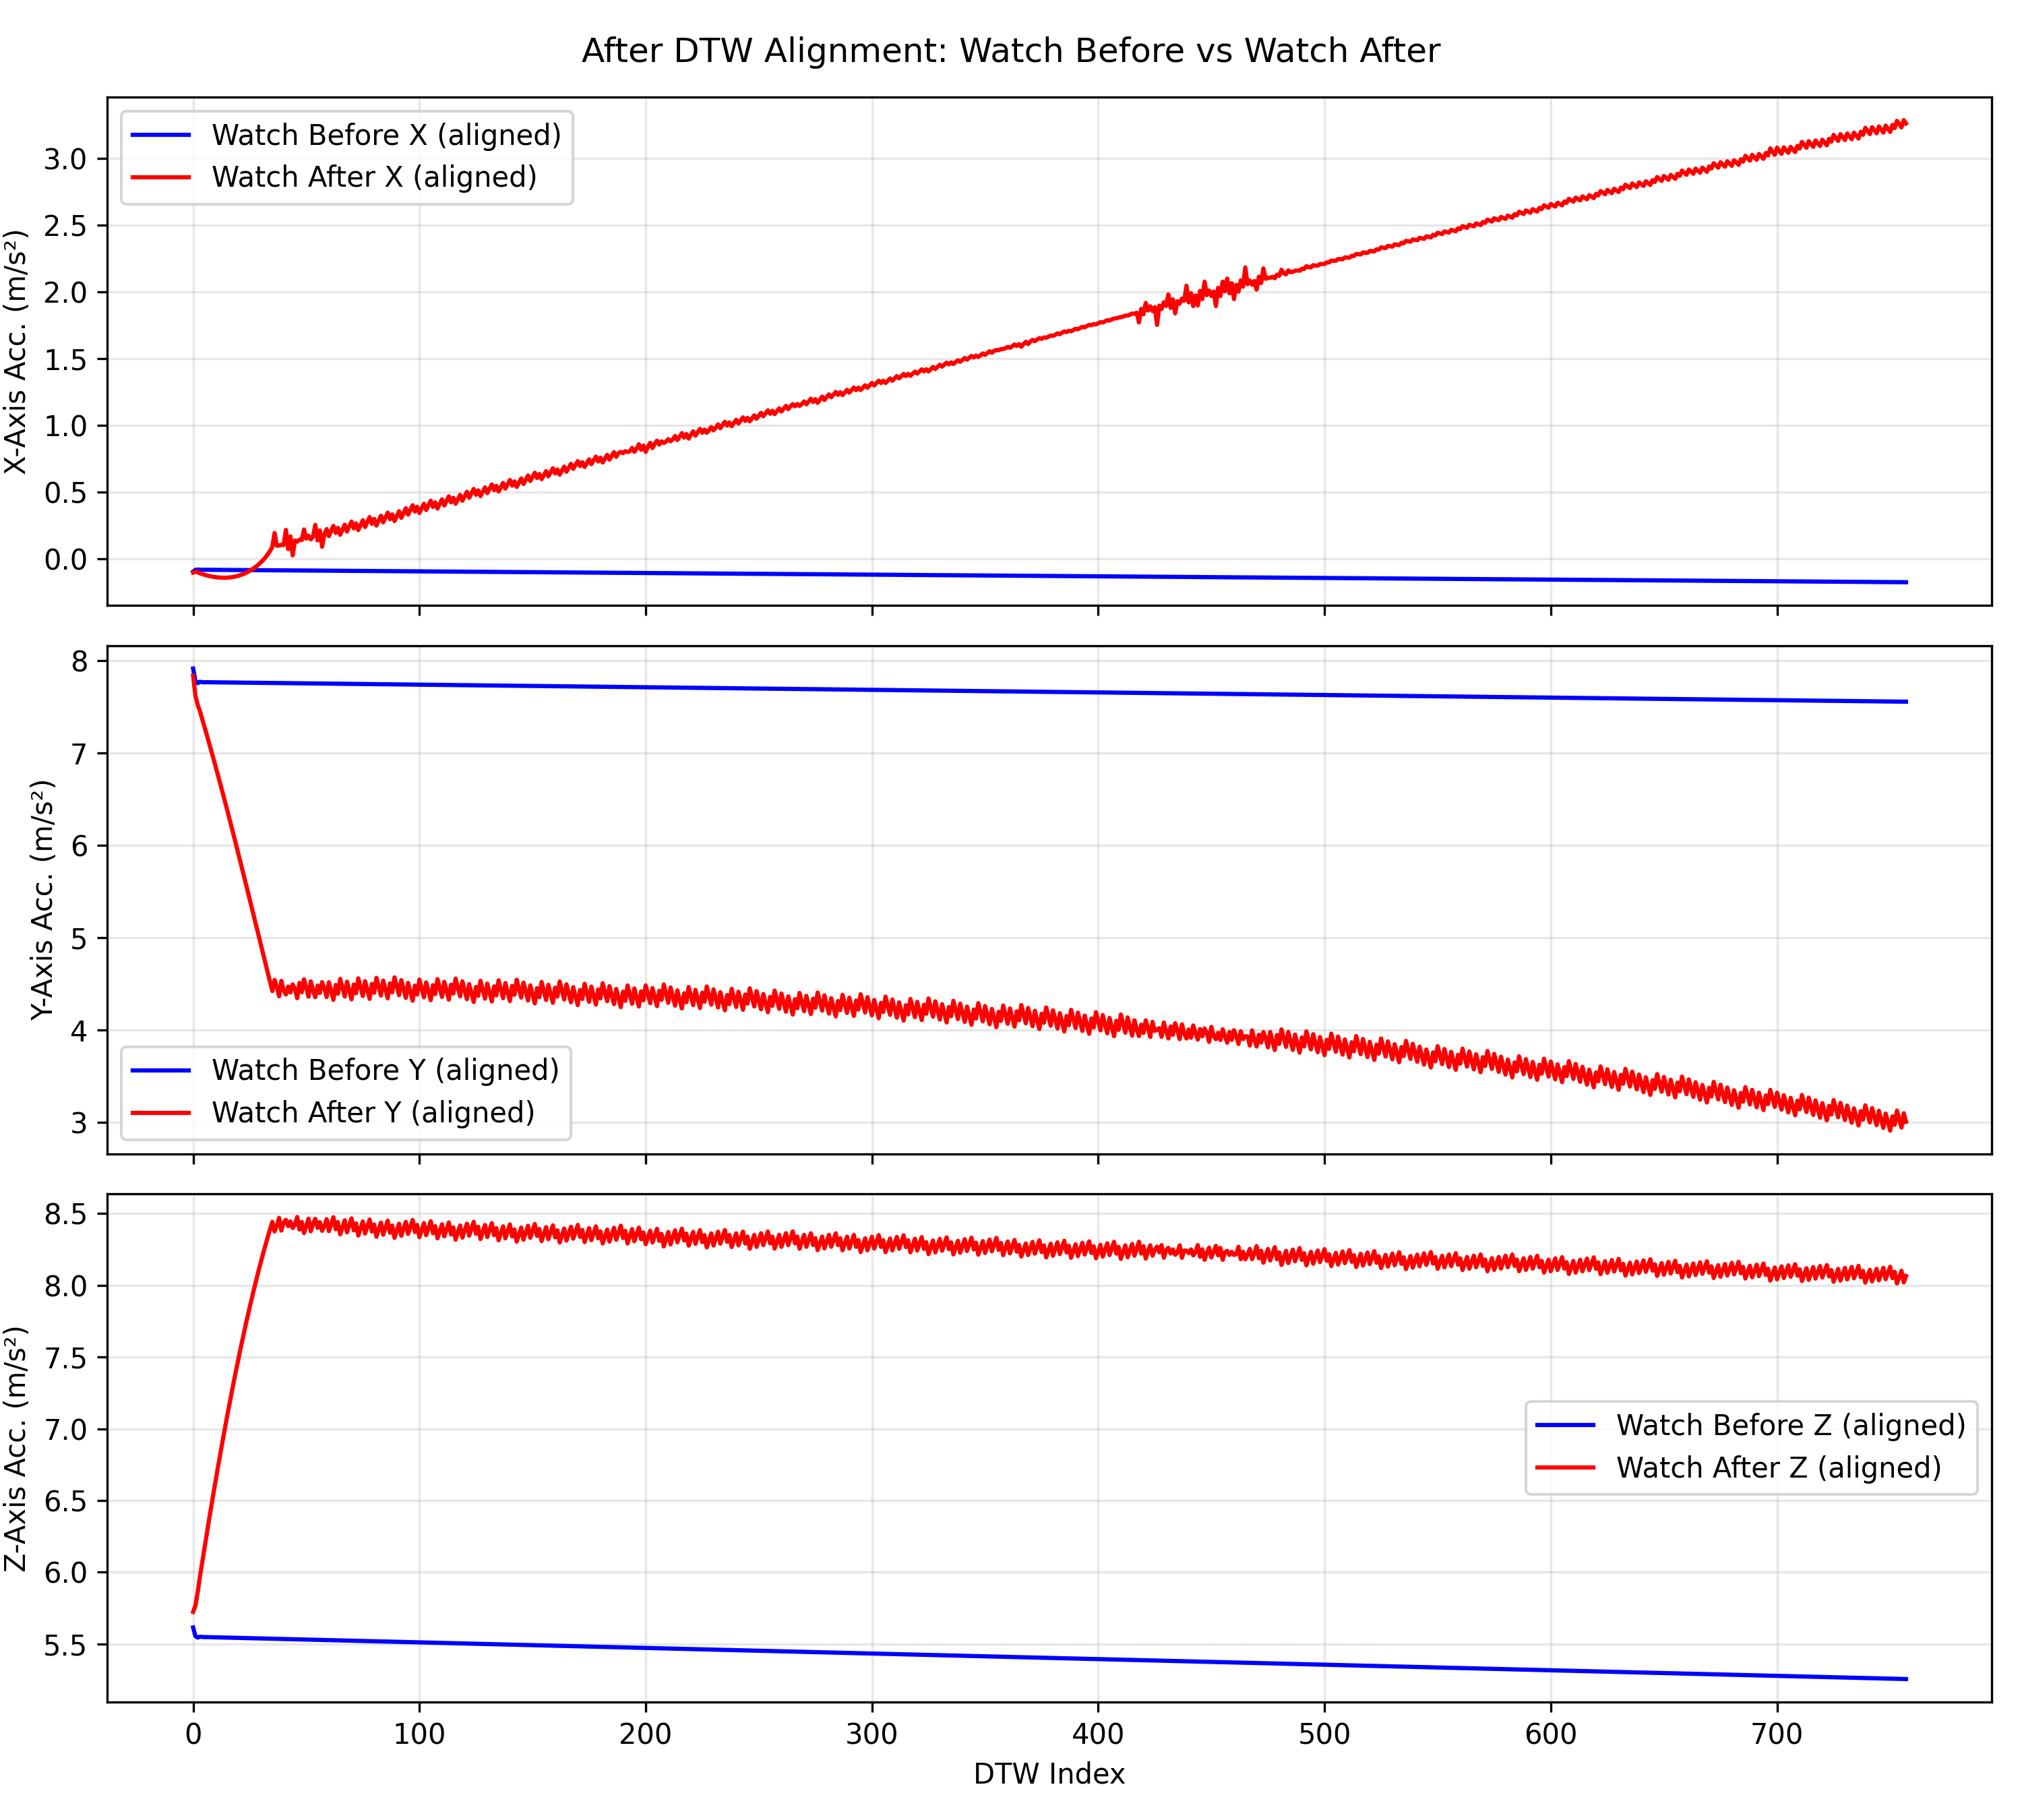 After DTW Alignment: Watch Before vs Watch After
Watch Before X (aligned)
Watch After X (aligned)
X-Axis Acc. (m/s²)
3.0
2.5
2.0
1.5
1.0
0.5
0.0
Watch Before Y (aligned)
Watch After Y (aligned)
Y-Axis Acc. (m/s²)
8
7
6
5
4
3
Watch Before Z (aligned)
Watch After Z (aligned)
Z-Axis Acc. (m/s²)
8.5
8.0
7.5
7.0
6.5
6.0
5.5
0 100 200 300 400 500 600 700
DTW Index